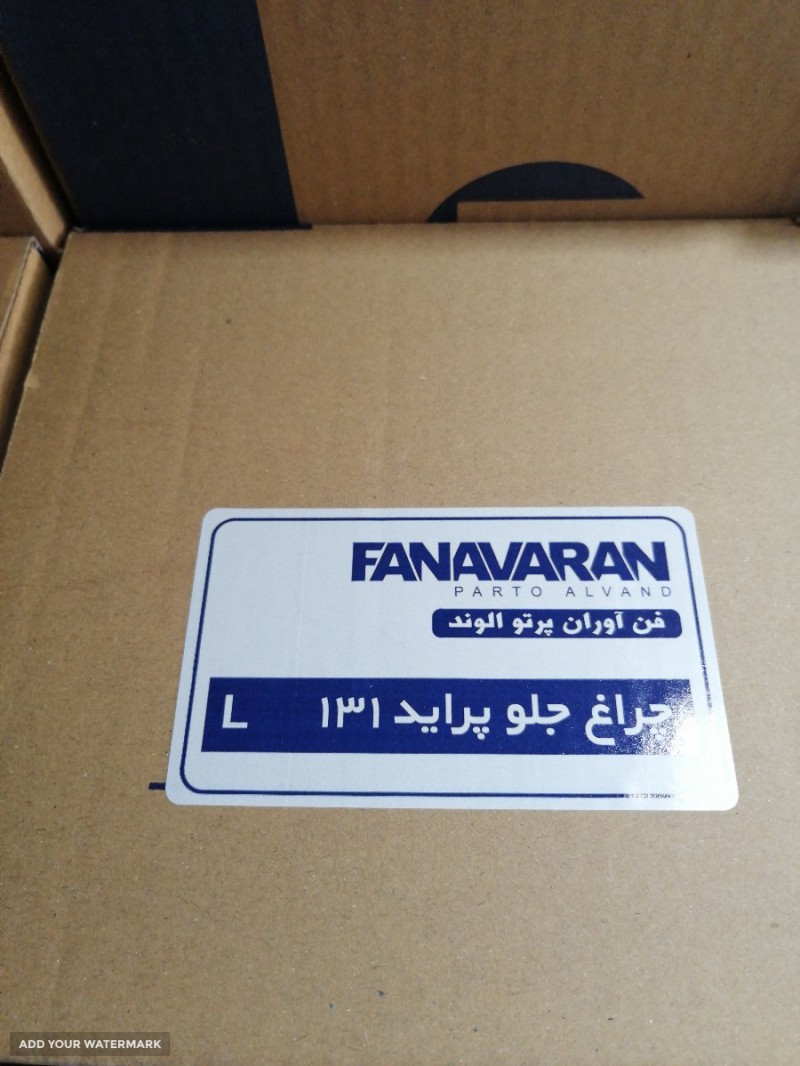 FANAVARAN
PARTO ALVAND
فن آوران پرتو الوند
چراغ جلو پراید ۱۳۱ L
ADD YOUR WATERMARK